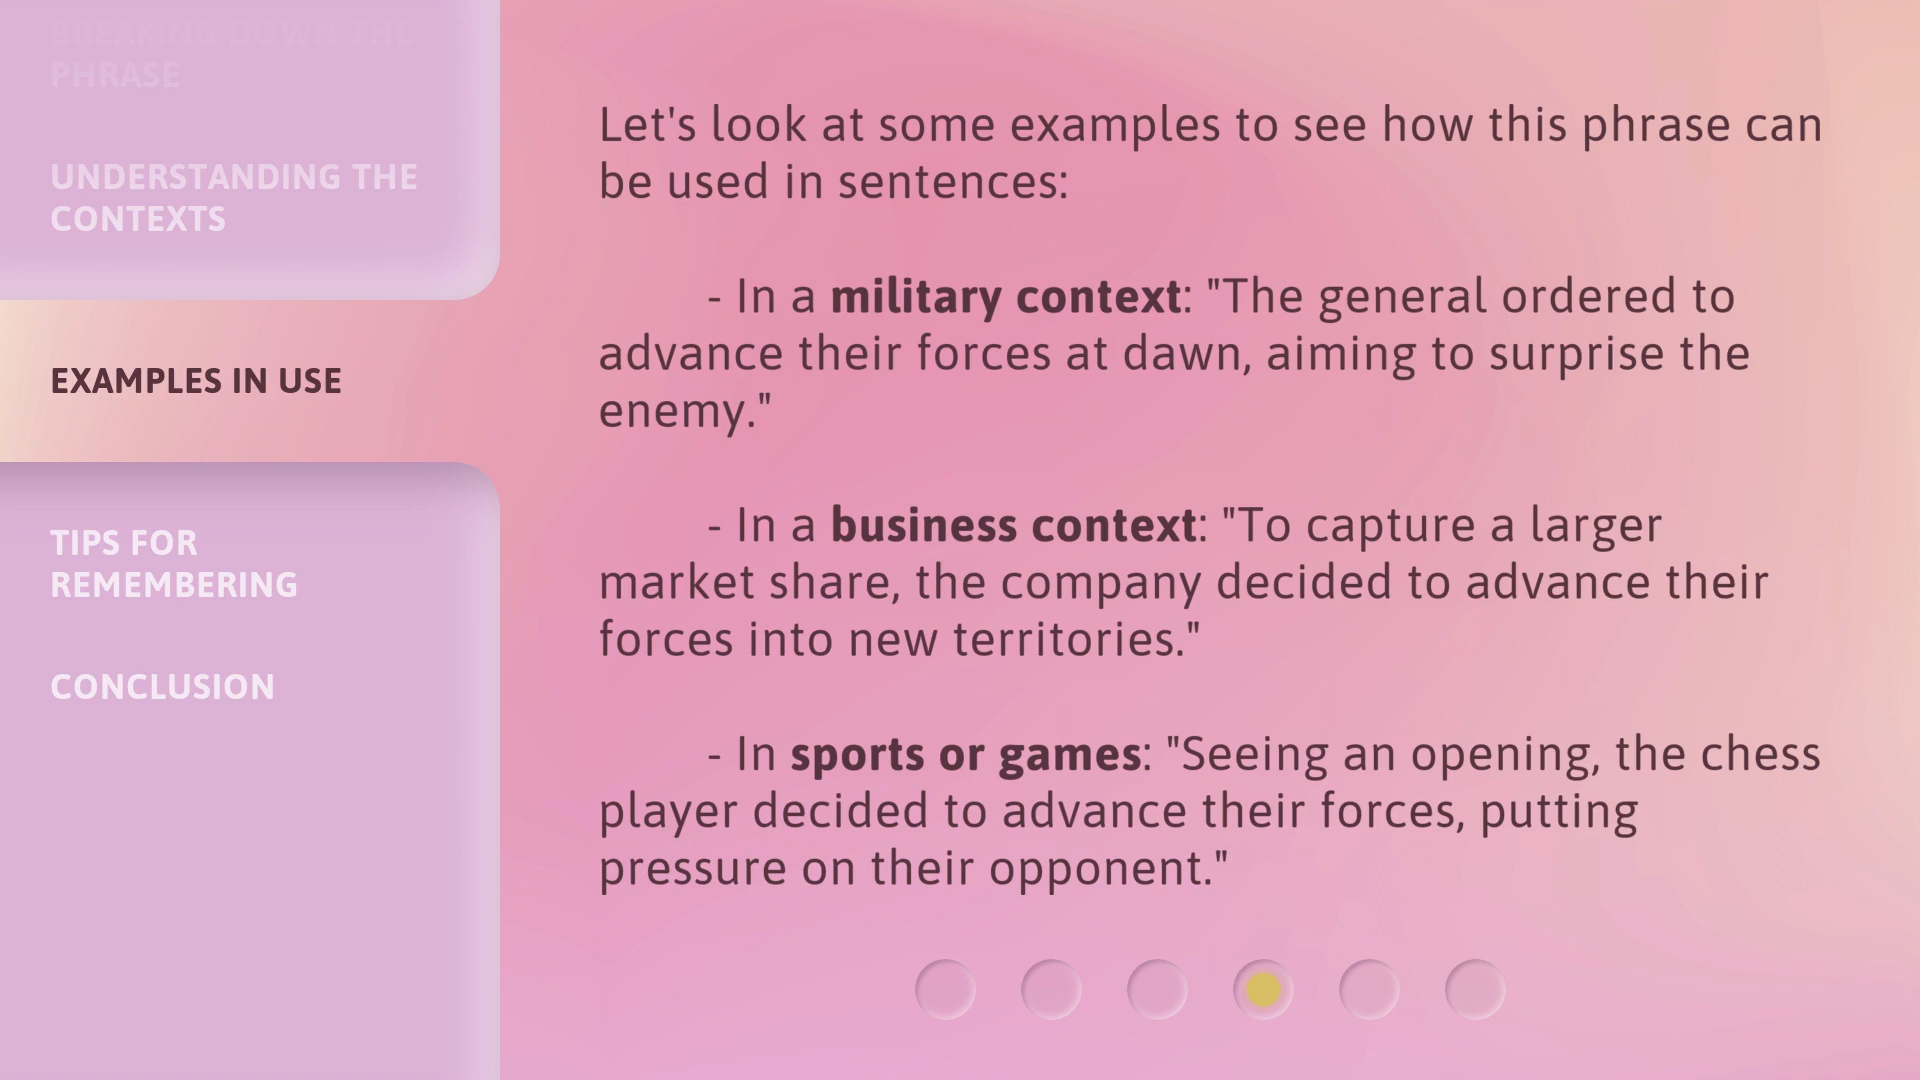 BREAKING DOWN THE
PHRASE
UNDERSTANDING THE
CONTEXTS
EXAMPLES IN USE
TIPS FOR
REMEMBERING
CONCLUSION
Let's look at some examples to see how this phrase can
be used in sentences:
- In a military context: "The general ordered to
advance their forces at dawn, aiming to surprise the
enemy."
- In a business context: "To capture a larger
market share, the company decided to advance their
forces into new territories."
- In sports or games: "Seeing an opening, the chess
player decided to advance their forces, putting
pressure on their opponent."